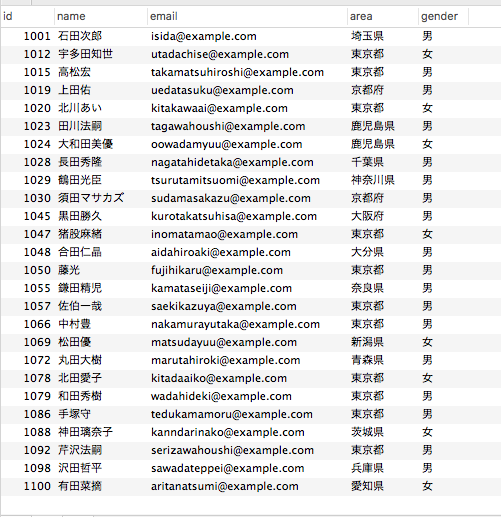 id name email area gender
1001 石田次郎 isida@example.com 埼玉県 男
1012 宇多田知世 utadachise@example.com 東京都 女
1015 高松宏 takamatsuhiroshi@example.com 東京都 男
1019 上田佑 uedatasuku@example.com 京都府 男
1020 北川あい kitakawaai@example.com 東京都 女
1023 田川法嗣 tagawahoushi@example.com 鹿児島県 男
1024 大和田美優 oowadamyuu@example.com 鹿児島県 女
1028 長田秀隆 nagatahidetaka@example.com 千葉県 男
1029 鶴田光臣 tsurutamitsuomi@example.com 神奈川県 男
1030 須田マサカズ sudamasakazu@example.com 京都府 男
1045 黒田勝久 kurotakatsuhisa@example.com 大阪府 男
1047 猪股麻緒 inomatamao@example.com 東京都 女
1048 合田仁晶 aidahiroaki@example.com 大分県 男
1050 藤光 fujihikaru@example.com 東京都 男
1055 鎌田精児 kamataseiji@example.com 奈良県 男
1057 佐伯一哉 saekikazuya@example.com 東京都 男
1066 中村豊 nakamurayutaka@example.com 東京都 男
1069 松田優 matsudayuu@example.com 新潟県 女
1072 丸田大樹 marutahiroki@example.com 青森県 男
1078 北田愛子 kitadaaiko@example.com 東京都 女
1079 和田秀樹 wadahideki@example.com 東京都 男
1086 手塚守 tedukamamoru@example.com 東京都 男
1088 神田璃奈子 kanndarinako@example.com 茨城県 女
1092 芹沢法嗣 serizawahoushi@example.com 東京都 男
1098 沢田哲平 sawadateppei@example.com 兵庫県 男
1100 有田菜摘 aritanatsumi@example.com 愛知県 女